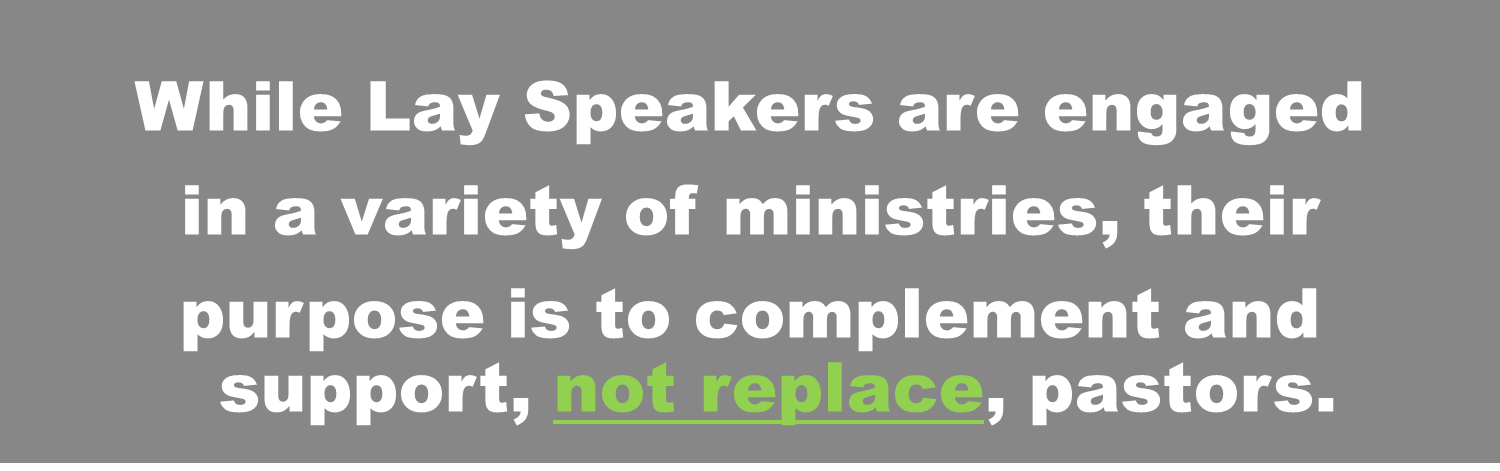 While Lay Speakers are engaged
in a variety of ministries, their
purpose is to complement and
support, not replace, pastors.